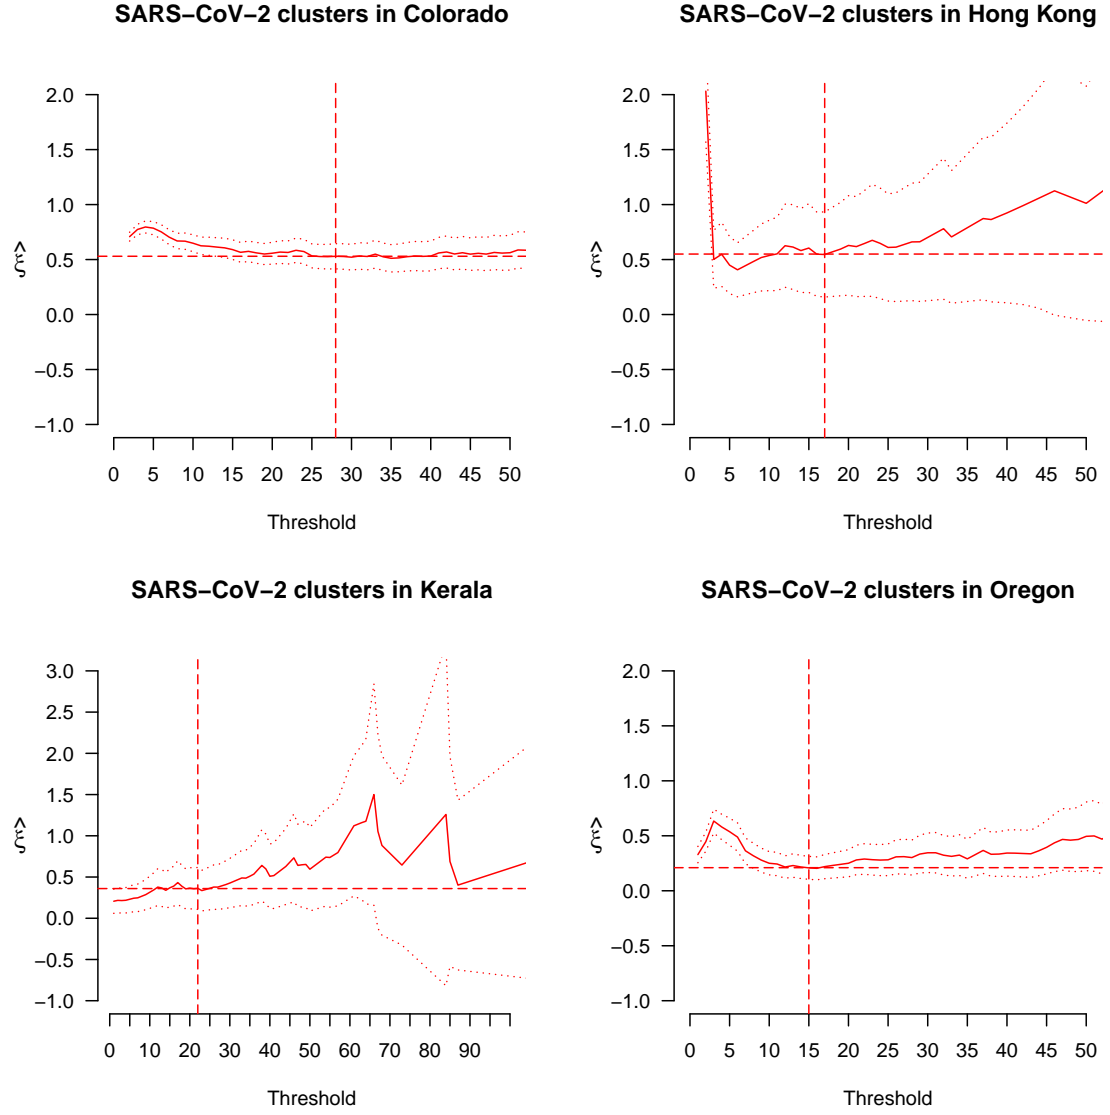 SARS−CoV−2 clusters in Colorado
2.0
1.5
1.0
0.5
0.0
−0.5
−1.0
ξ^
0 5 10 15 20 25 30 35 40 45 50
Threshold
SARS−CoV−2 clusters in Hong Kong
2.0
1.5
1.0
0.5
0.0
−0.5
−1.0
ξ^
0 5 10 15 20 25 30 35 40 45 50
Threshold
SARS−CoV−2 clusters in Kerala
3.0
2.5
2.0
1.5
1.0
0.5
0.0
−0.5
−1.0
ξ^
0 10 20 30 40 50 60 70 80 90
Threshold
SARS−CoV−2 clusters in Oregon
2.0
1.5
1.0
0.5
0.0
−0.5
−1.0
ξ^
0 5 10 15 20 25 30 35 40 45 50
Threshold